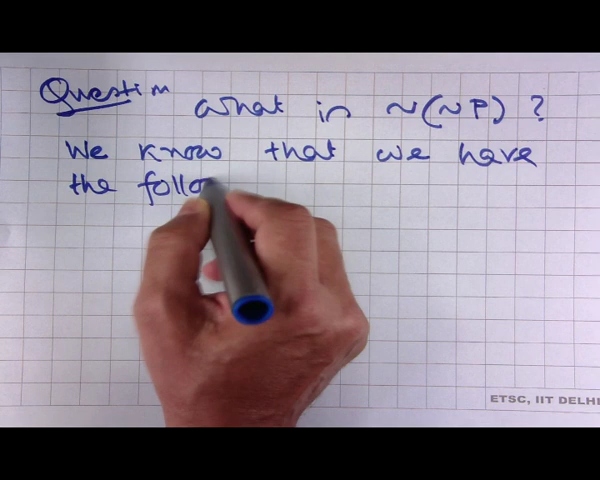 Question What is ~(~P) ?
We know that we have
the follo
ETSC, IIT DELHI